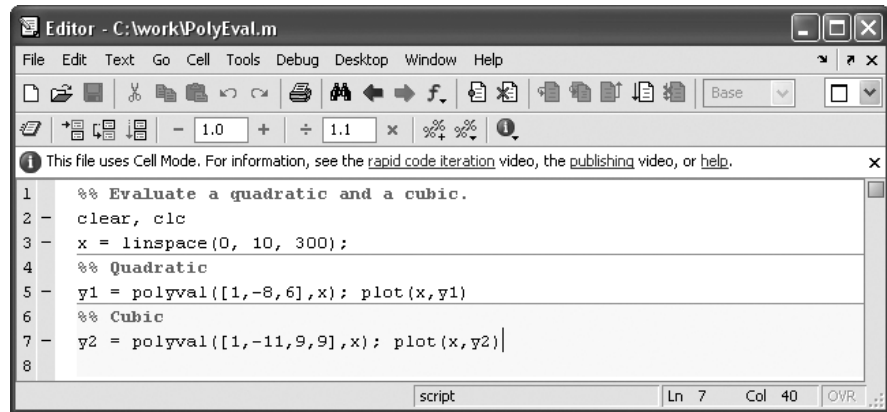 Editor - C:\work\PolyEval.m
File Edit Text Go Cell Tools Debug Desktop Window Help
Base
- 1.0 + ÷ 1.1 ×
This file uses Cell Mode. For information, see the rapid code iteration video, the publishing video, or help.
1 %% Evaluate a quadratic and a cubic.
2 - clear, clc
3 - x = linspace(0, 10, 300);
4 %% Quadratic
5 - y1 = polyval([1,-8,6],x); plot(x,y1)
6 %% Cubic
7 - y2 = polyval([1,-11,9,9],x); plot(x,y2)
8
script Ln 7 Col 40 OVR